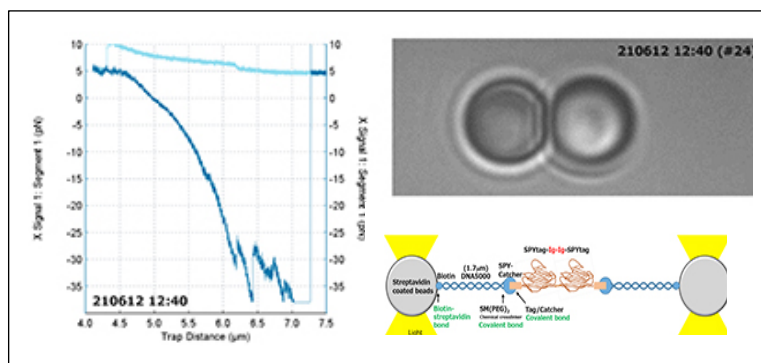 10
5
0
-5
-10
-15
-20
-25
-30
-35
X Signal 1: Segment 1 (pN)
210612 12:40
4.0 4.5 5.0 5.5 6.0 6.5 7.0 7.5
Trap Distance (µm)
10
5
0
-5
-10
-15
-20
-25
-30
-35
X Signal 1: Segment 1 (pN)
210612 12:40 (#24)
SPYtag-Ig-Ig-SPYtag
Streptavidin
coated beads
Biotin
(1.7µm)
DNA5000
SPY-
Catcher
Biotin-
streptavidin
bond
SM(PEG)2
Chemical crosslinker
Covalent bond
Tag/Catcher
Covalent bond
Light